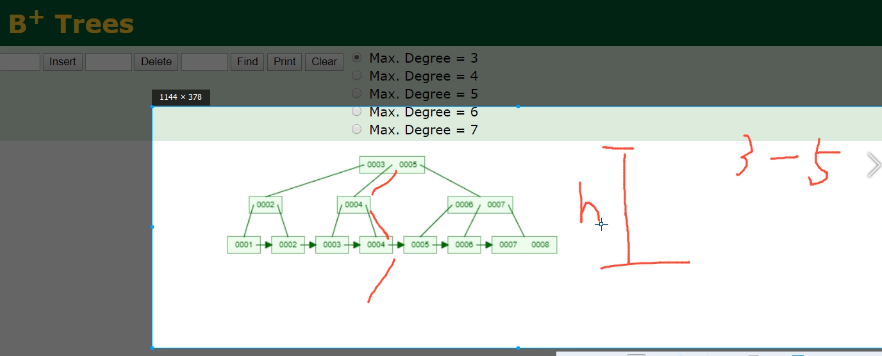 B+ Trees
Insert Delete Find Print Clear
Max. Degree = 3
Max. Degree = 4
Max. Degree = 5
Max. Degree = 6
Max. Degree = 7
1144 × 378
0003 0005
0002 0004 0006 0007
0001 0002 0003 0004 0005 0006 0007 0008
h
3 - 5